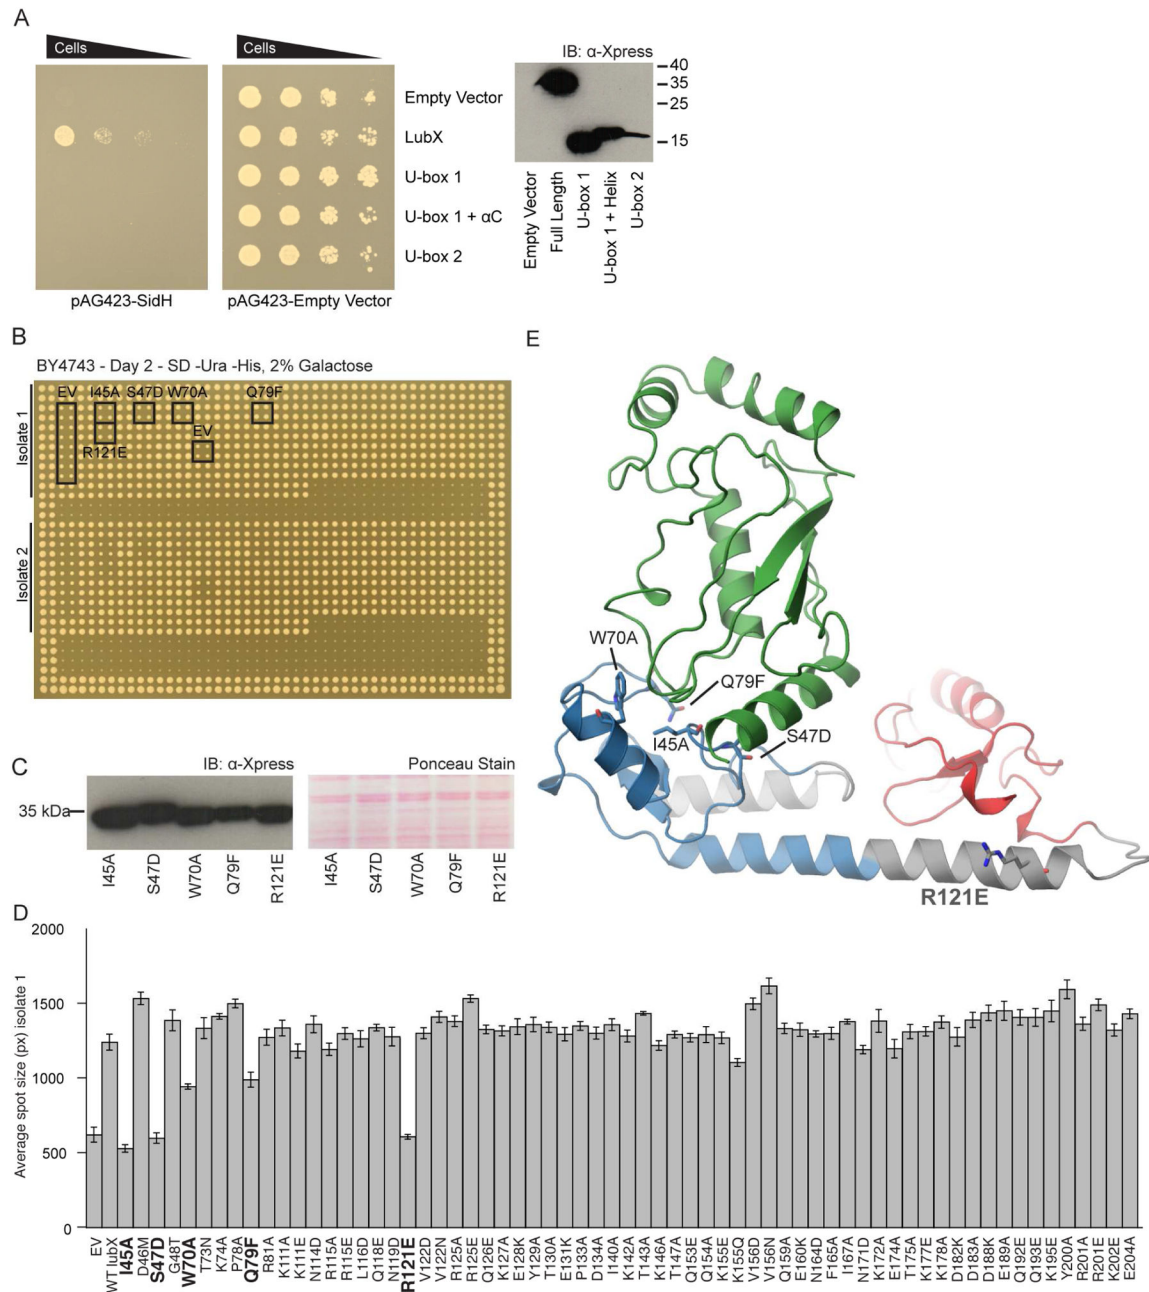 A
Cells
Cells
IB: α-Xpress
40
35
25
15
Empty Vector
LubX
U-box 1
U-box 1 + αC
U-box 2
Empty Vector
Full Length
U-box 1
U-box 1 + Helix
U-box 2
pAG423-SidH
pAG423-Empty Vector
B
BY4743 - Day 2 - SD -Ura -His, 2% Galactose
EV
I45A
S47D
W70A
Q79F
R121E
EV
Isolate 1
Isolate 2
E
W70A
Q79F
I45A
S47D
R121E
C
IB: α-Xpress
Ponceau Stain
35 kDa
I45A
S47D
W70A
Q79F
R121E
I45A
S47D
W70A
Q79F
R121E
D
Average spot size (px) isolate 1
2000
1500
1000
500
0
EV
WT lubX
I45A
D46M
S47D
G48T
W70A
T73N
K74A
P78A
Q79F
R81A
K111A
K111E
N114D
R115A
R115E
L116D
Q118E
N119D
R121E
V122D
V122N
R125A
R125E
Q126E
K127A
E128K
Y129A
T130A
E131K
P133A
D134A
I140A
K142A
T143A
K146A
T147A
Q153E
Q154A
K155E
K155Q
V156D
V156N
Q159A
E160K
N164D
F165A
I167A
N171D
K172A
E174A
T175A
K177E
K178A
D182K
D183A
D188K
E189A
Q192E
Q193E
K195E
Y200A
R201A
R201E
K202E
E204A